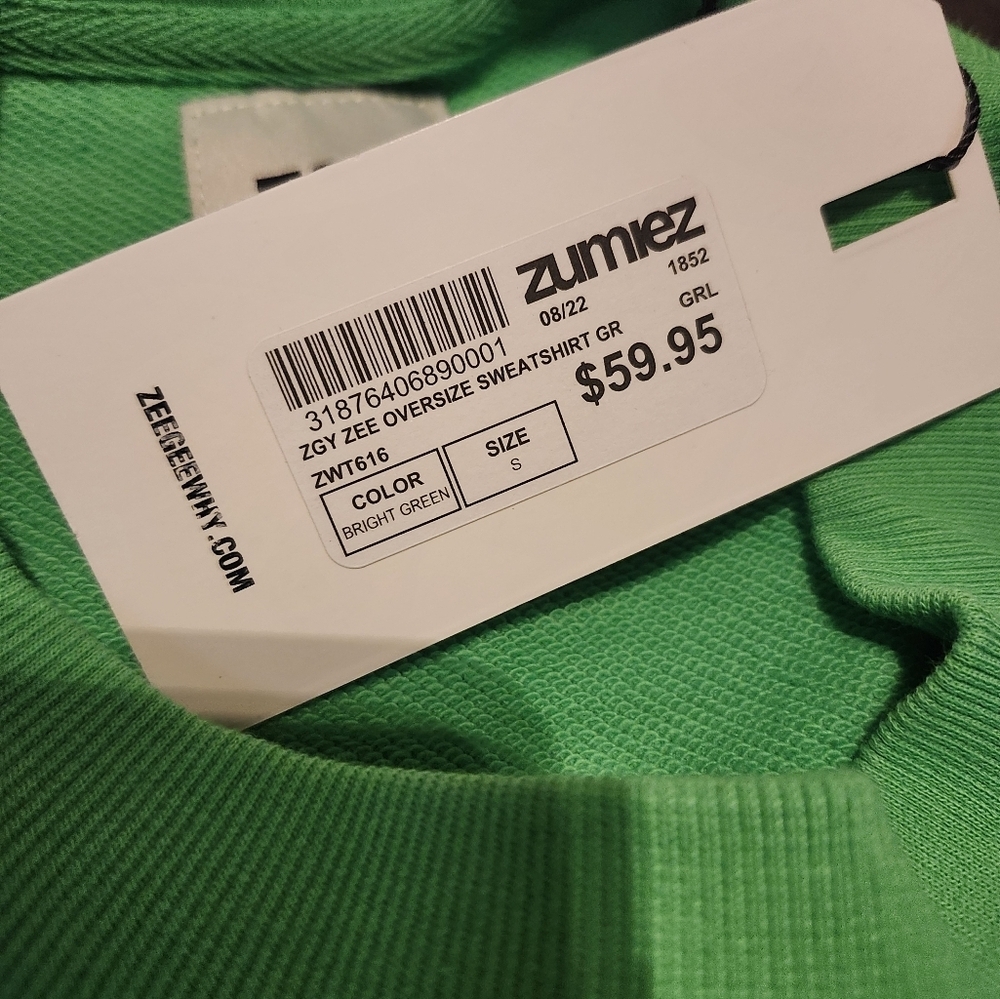 zumiez
08/22 1852
31876406890001 GRL
ZGY ZEE OVERSIZE SWEATSHIRT GR
$59.95
ZWT616
COLOR SIZE
BRIGHT GREEN S
ZEEGEEWHY.COM